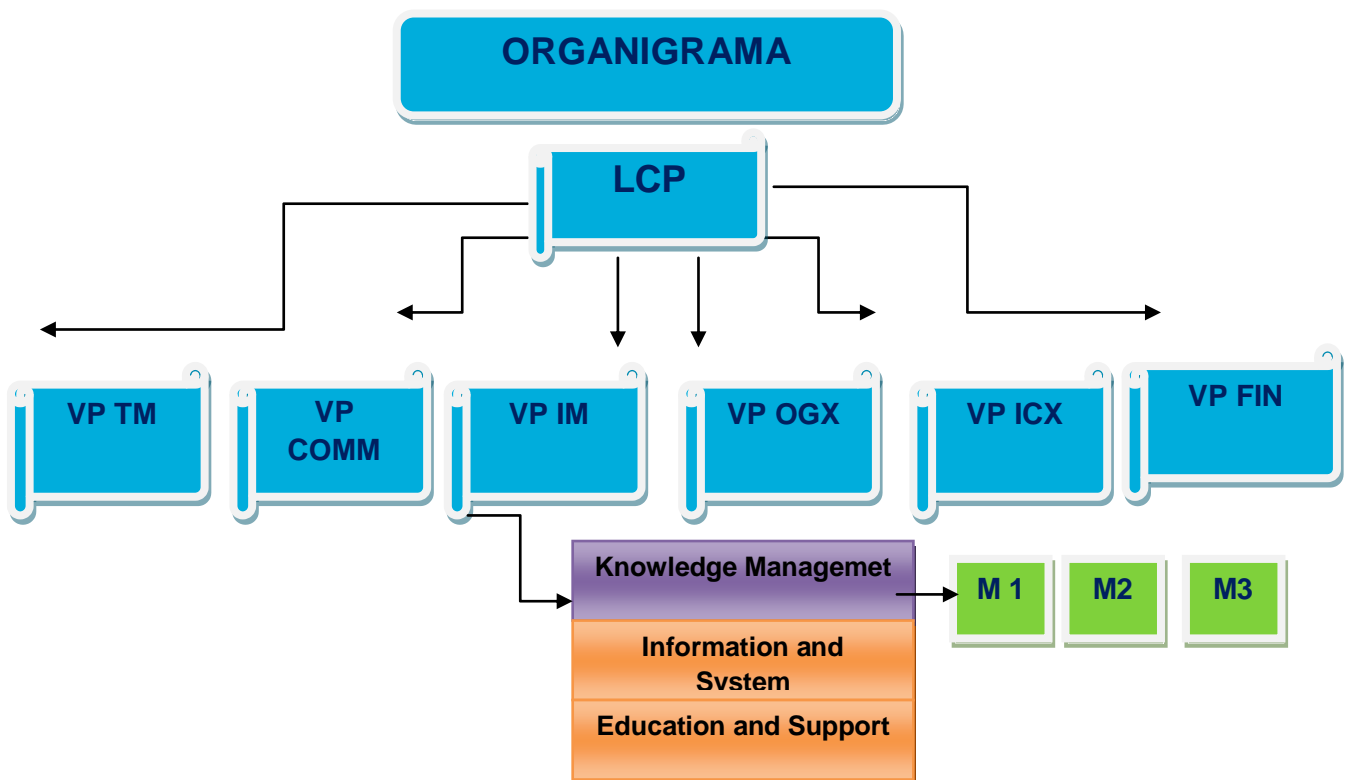 ORGANIGRAMA
LCP
VP TM
VP
COMM
VP IM
VP OGX
VP ICX
VP FIN
Knowledge Managemet
M 1
M2
M3
Information and
System
Education and Support